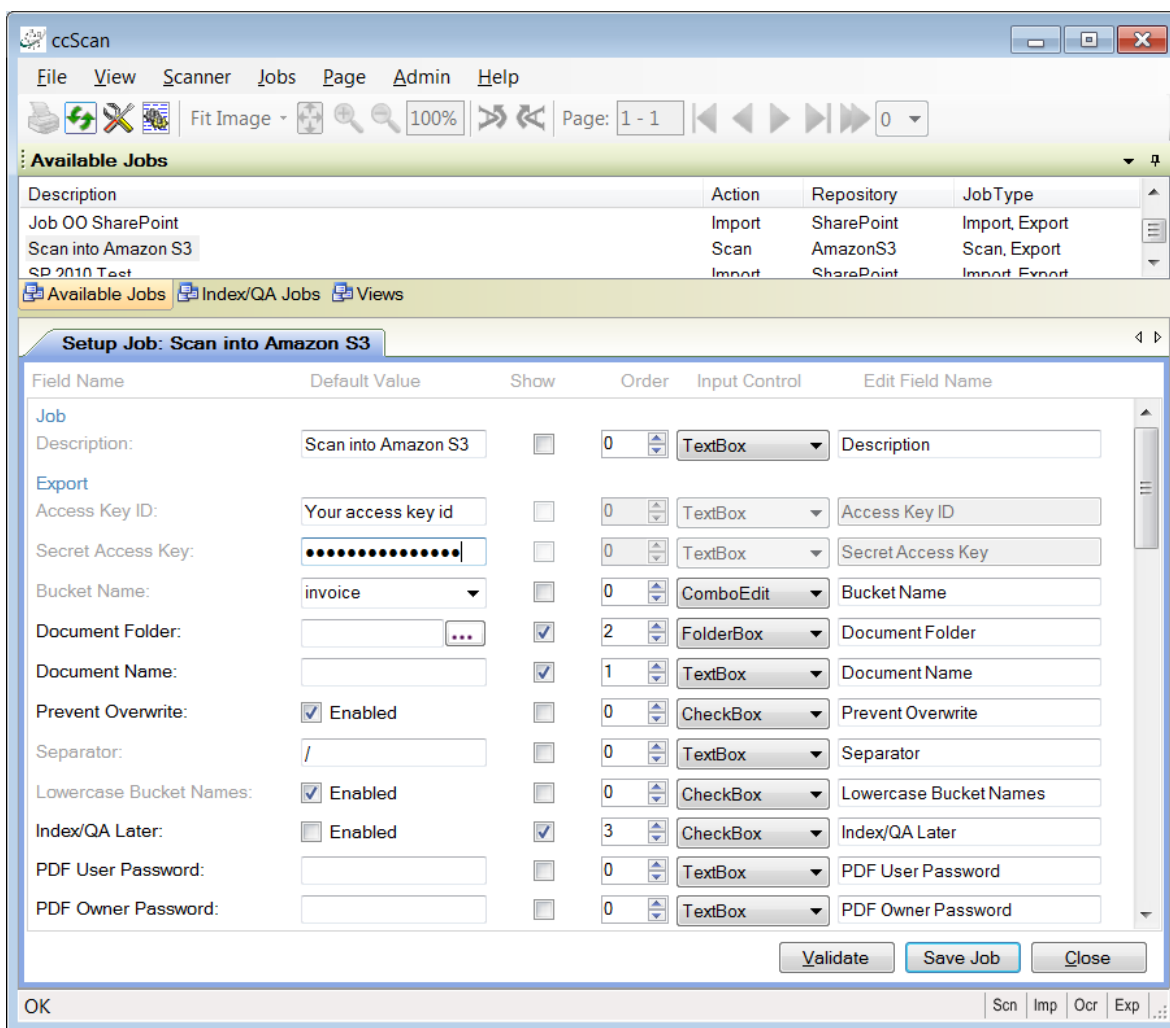 ccScan
File View Scanner Jobs Page Admin Help
Fit Image 100% Page: 1 - 1 0
Available Jobs
Description Action Repository JobType
Job OO SharePoint Import SharePoint Import, Export
Scan into Amazon S3 Scan AmazonS3 Scan, Export
SP 2010 Test Import SharePoint Import, Export
Available Jobs Index/QA Jobs Views
Setup Job: Scan into Amazon S3
Field Name Default Value Show Order Input Control Edit Field Name
Job
Description: Scan into Amazon S3 0 TextBox Description
Export
Access Key ID: Your access key id 0 TextBox Access Key ID
Secret Access Key: ●●●●●●●●●●●●●●● 0 TextBox Secret Access Key
Bucket Name: invoice 0 ComboEdit Bucket Name
Document Folder: ... 2 FolderBox Document Folder
Document Name: 1 TextBox Document Name
Prevent Overwrite: Enabled 0 CheckBox Prevent Overwrite
Separator: / 0 TextBox Separator
Lowercase Bucket Names: Enabled 0 CheckBox Lowercase Bucket Names
Index/QA Later: Enabled 3 CheckBox Index/QA Later
PDF User Password: 0 TextBox PDF User Password
PDF Owner Password: 0 TextBox PDF Owner Password
Validate Save Job Close
OK Scn Imp Ocr Exp